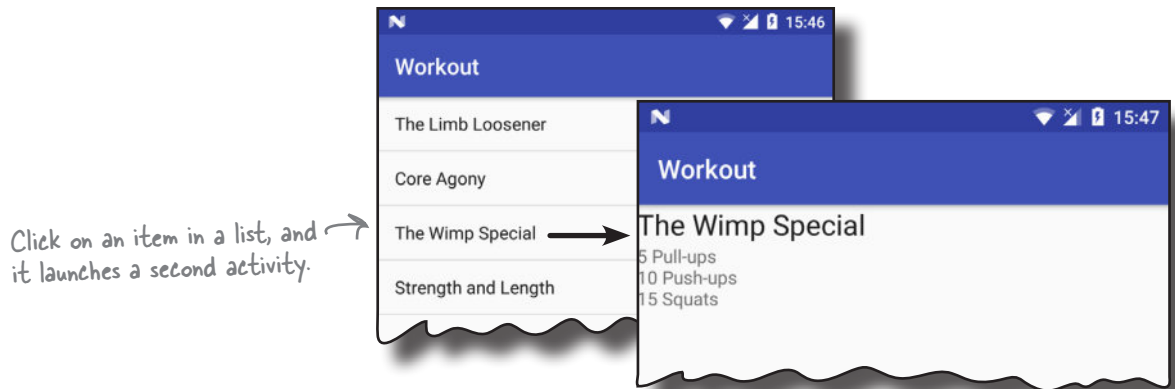 15:46
Workout
The Limb Loosener
Core Agony
The Wimp Special
Strength and Length
Click on an item in a list, and
it launches a second activity.
15:47
Workout
The Wimp Special
5 Pull-ups
10 Push-ups
15 Squats